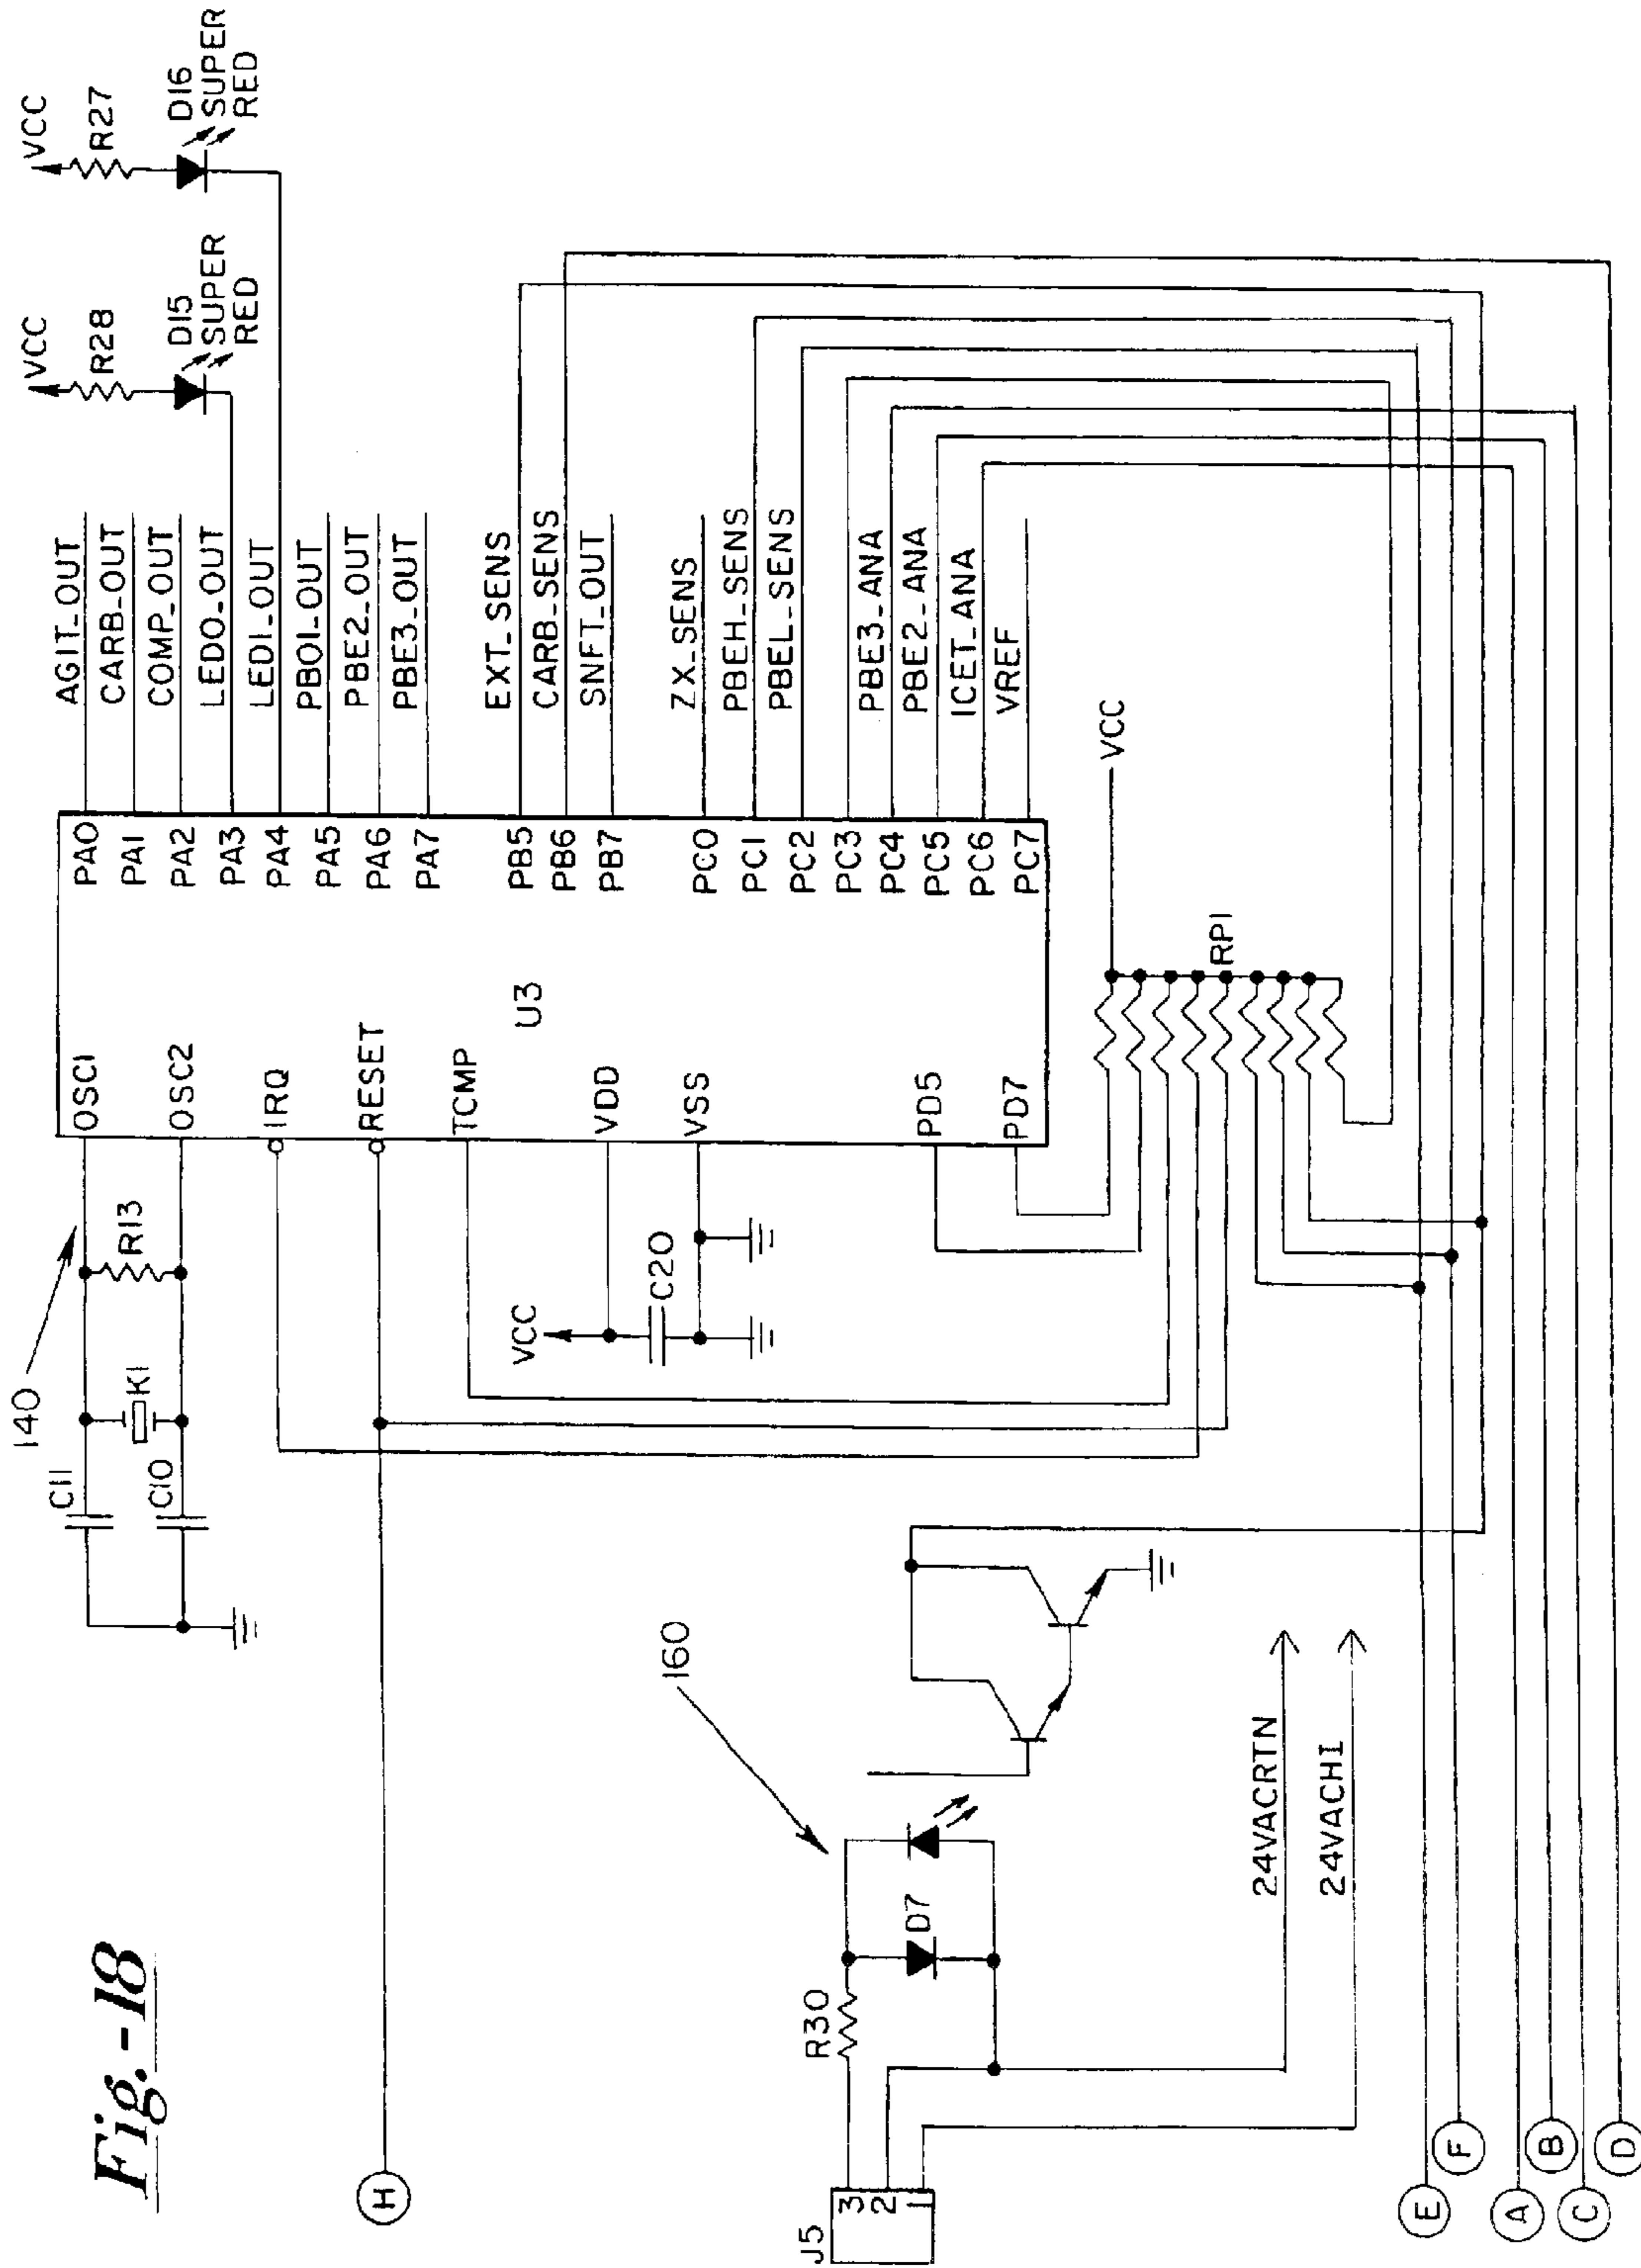 Fig.-18
140
C11
K1
R13
C10
OSC1
OSC2
IRQ
RESET
TCMP
VDD
VSS
PD5
PD7
U3
PA0
PA1
PA2
PA3
PA4
PA5
PA6
PA7
PB5
PB6
PB7
PC0
PC1
PC2
PC3
PC4
PC5
PC6
PC7
AGIT_OUT
CARB_OUT
COMP_OUT
LED0_OUT
LED1_OUT
PB01_OUT
PBE2_OUT
PBE3_OUT
EXT_SENS
CARB_SENS
SNFT_OUT
ZX_SENS
PBEH_SENS
PBEL_SENS
PBE3_ANA
PBE2_ANA
ICET_ANA
VREF
VCC
R28
D15
SUPER
RED
VCC
R27
D16
SUPER
RED
VCC
C20
VCC
RP1
H
160
J5
3
2
1
R30
D7
24VACRTN
24VACHI
E
F
A
B
C
D